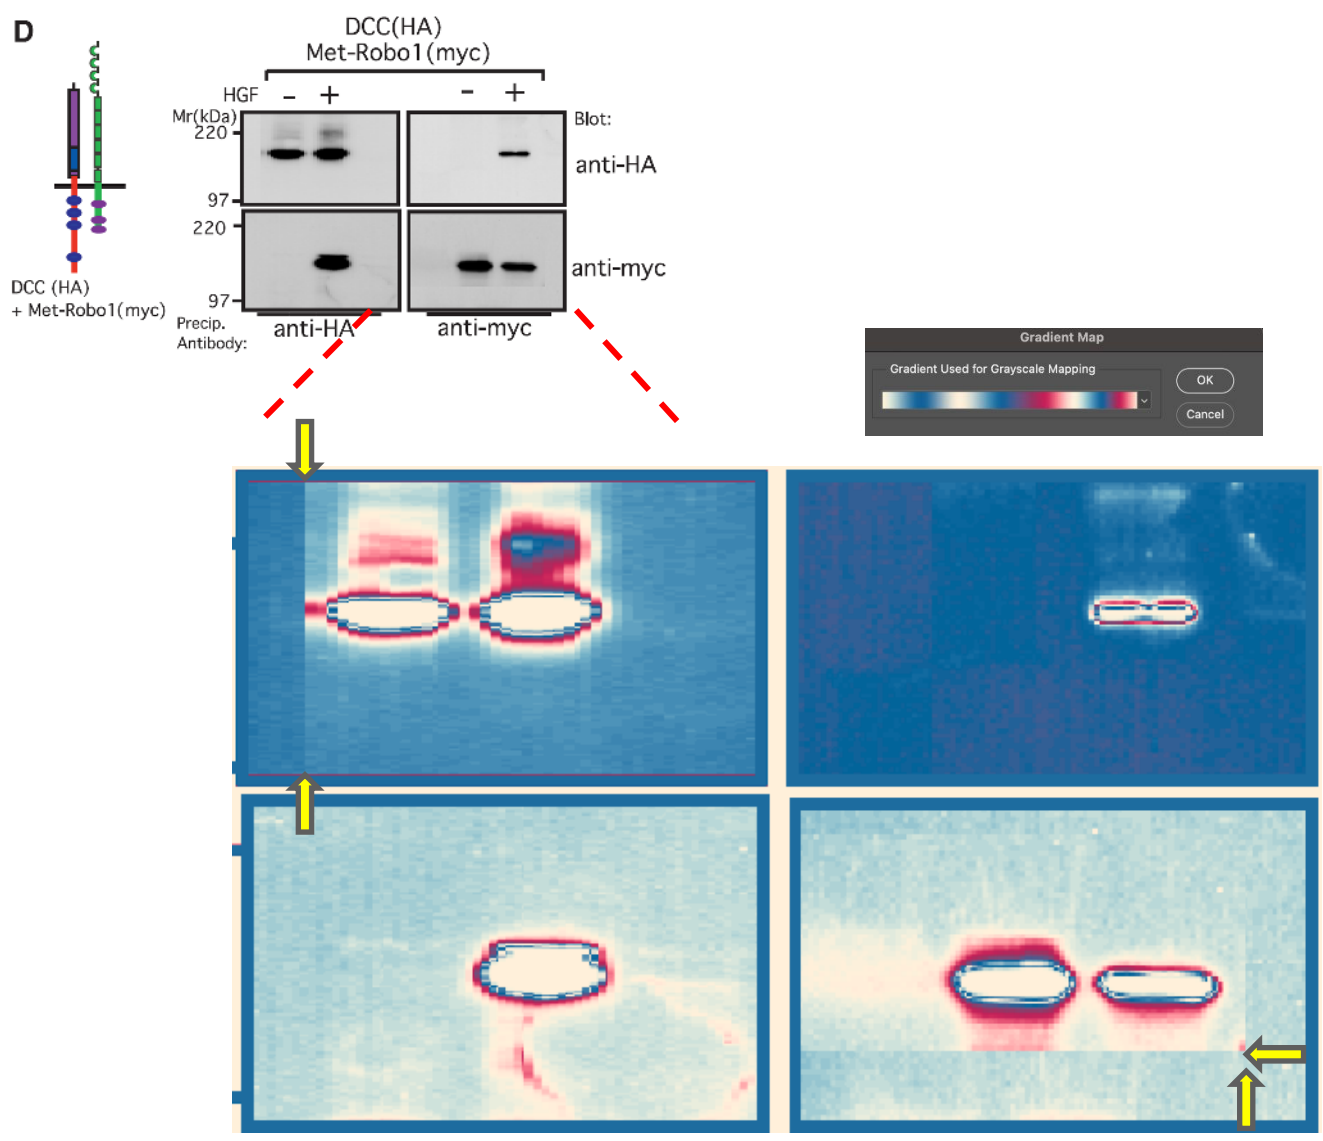 D
DCC(HA)
Met-Robo1(myc)
HGF - + - +
Mr(kDa)
Blot:
220
anti-HA
97
220
anti-myc
97
DCC (HA)
+ Met-Robo1(myc)
Precip.
Antibody:
anti-HA
anti-myc
Gradient Map
Gradient Used for Grayscale Mapping
OK
Cancel